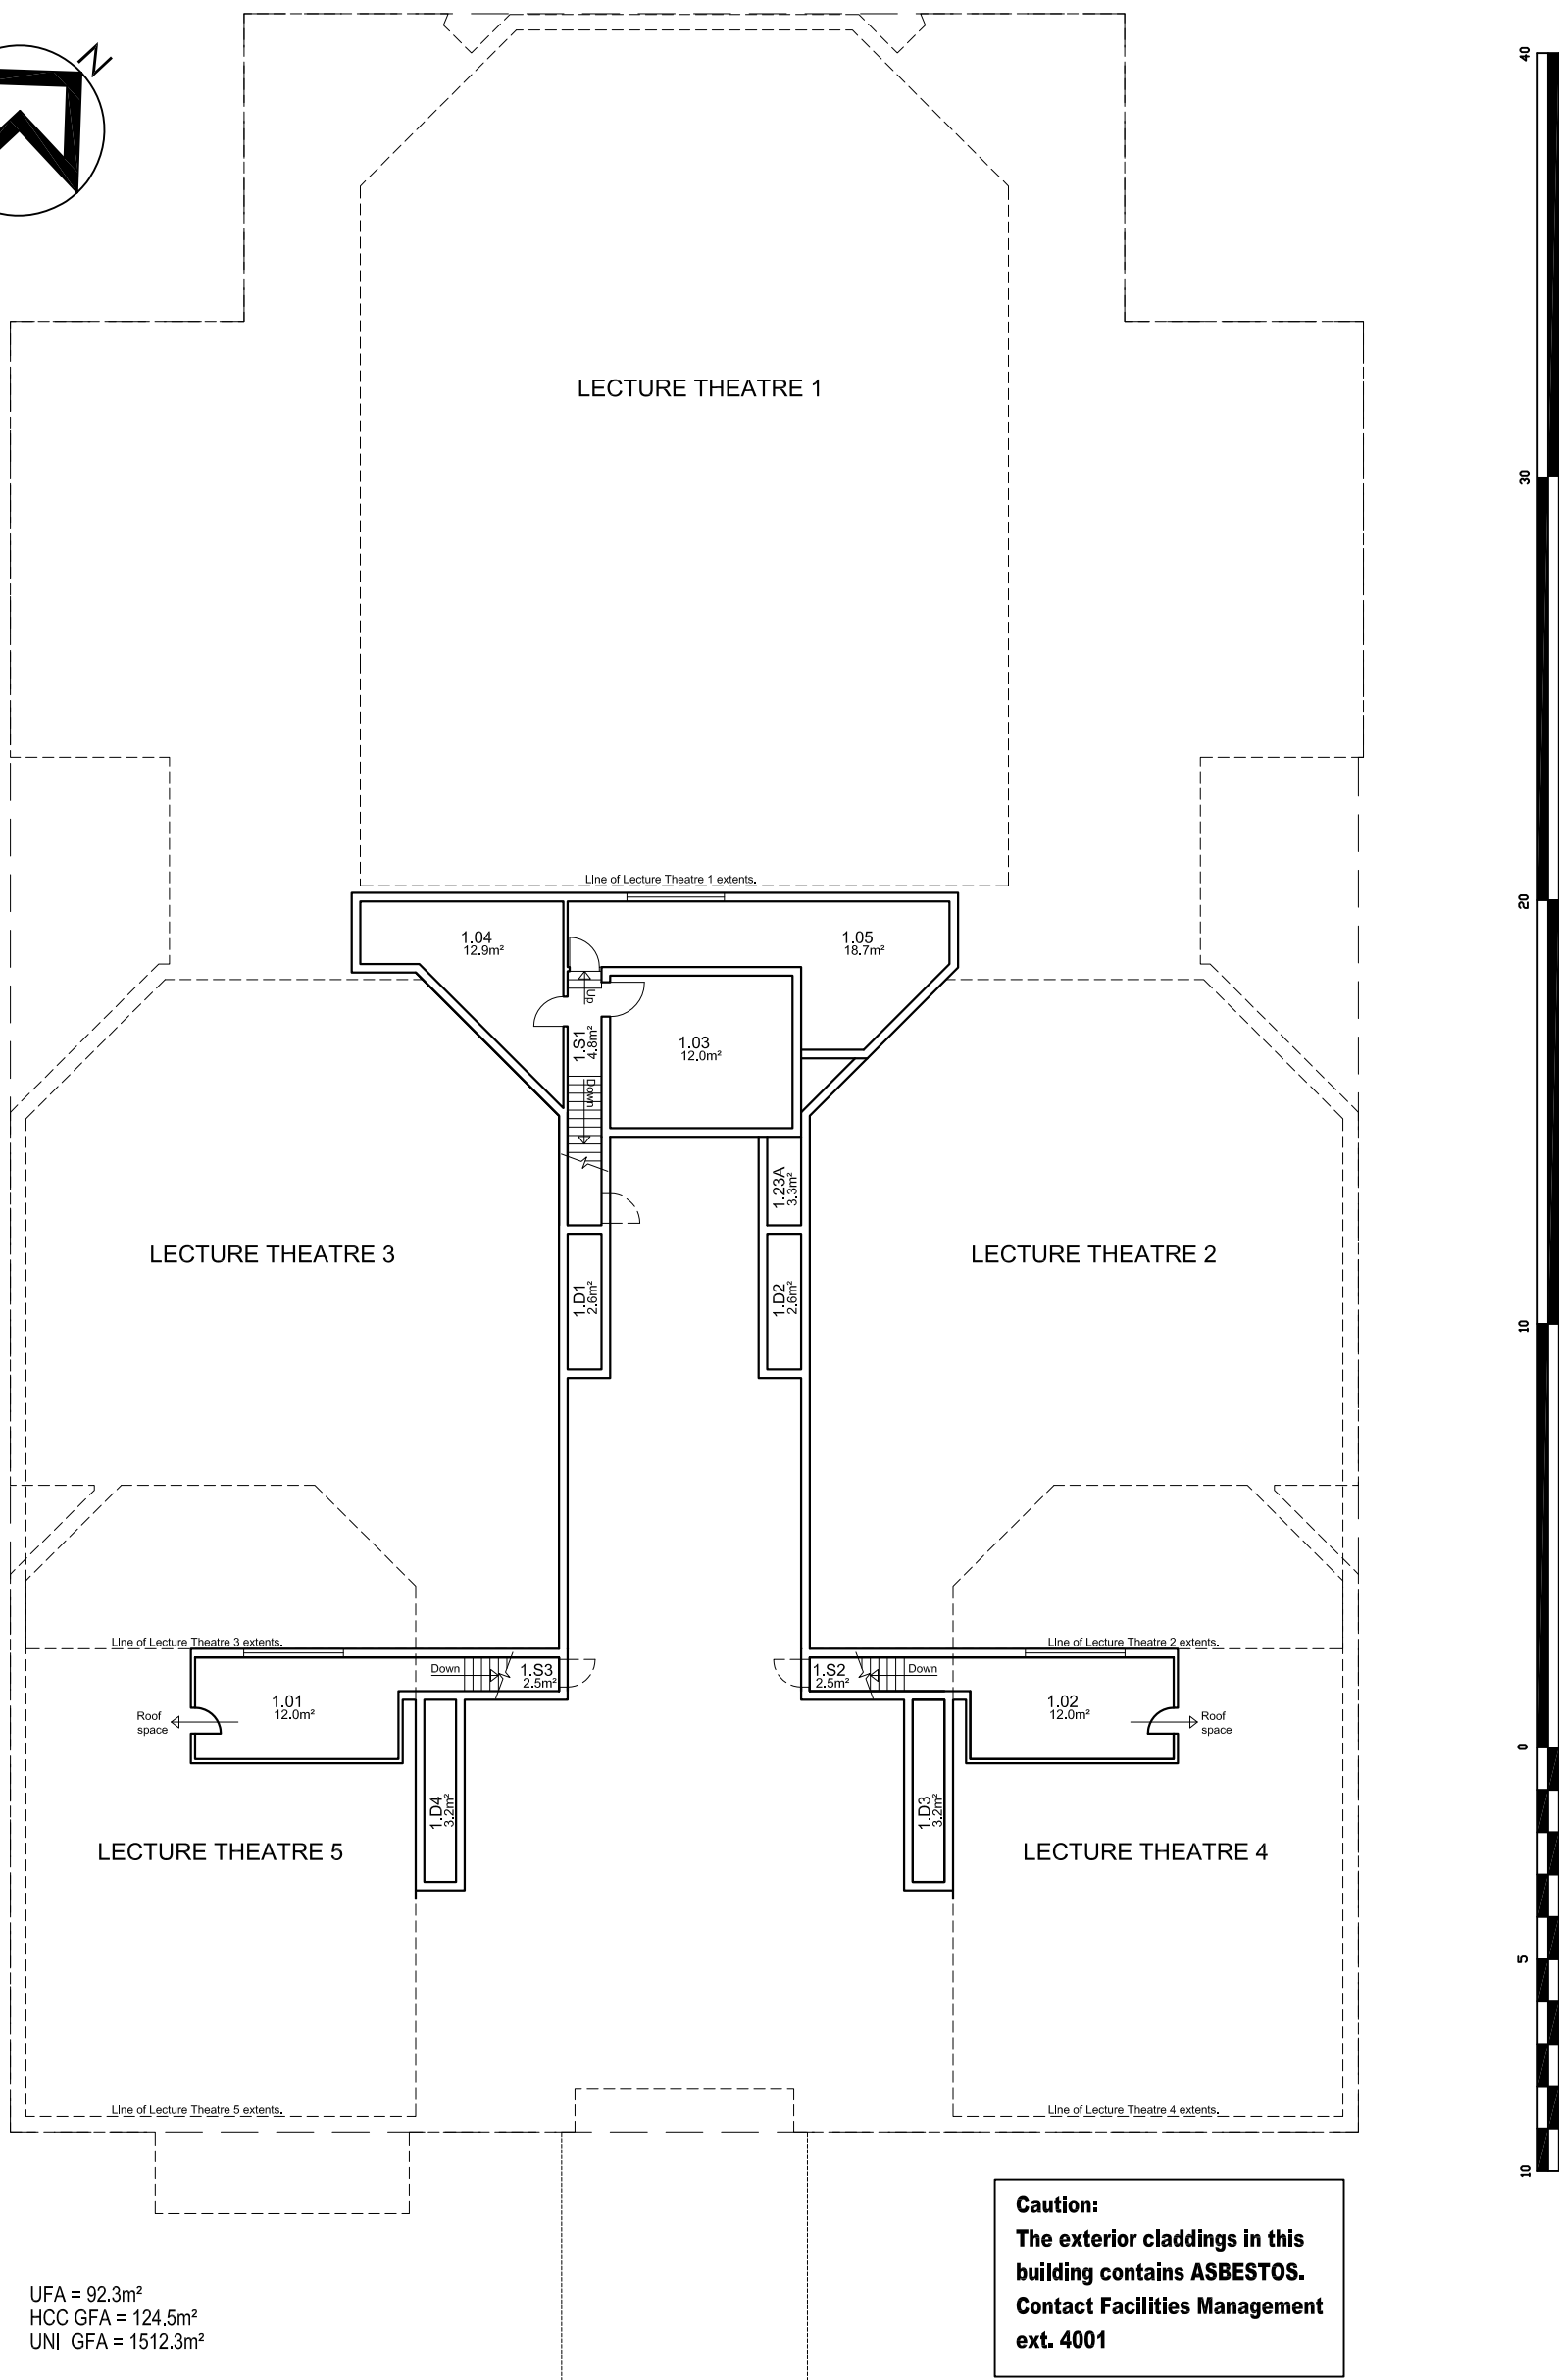 N
40
LECTURE THEATRE 1
30
Line of Lecture Theatre 1 extents.
20
1.04
12.9m²
1.05
18.7m²
Up
1.S1
4.8m²
1.03
12.0m²
Down
1.23A
3.3m²
LECTURE THEATRE 3
LECTURE THEATRE 2
1.D1
2.6m²
1.D2
2.6m²
10
Line of Lecture Theatre 3 extents.
Line of Lecture Theatre 2 extents.
Down
1.S3
2.5m²
1.S2
2.5m²
Down
1.01
12.0m²
1.02
12.0m²
Roof
space
Roof
space
0
1.D4
3.2m²
1.D3
3.2m²
LECTURE THEATRE 5
LECTURE THEATRE 4
5
Line of Lecture Theatre 5 extents.
Line of Lecture Theatre 4 extents.
10
Caution:
The exterior claddings in this
building contains ASBESTOS.
Contact Facilities Management
ext. 4001
UFA = 92.3m²
HCC GFA = 124.5m²
UNI GFA = 1512.3m²